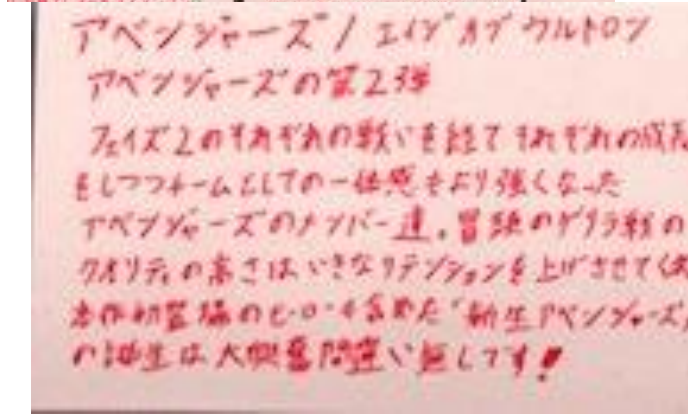 アベンジャーズ/エイジオブウルトロン
アベンジャーズの第2弾
フェイズ2のそれぞれの戦いを経てそれぞれの成長
をしつつチームとしての一体感もより強くなった
アベンジャーズのメンバー達。冒頭のゲリラ戦の
クオリティの高さはいきなりテンションを上げさせてくれ
本作初登場のヒーローも含めた「新生アベンジャーズ」
の誕生は大興奮間違い無しです!